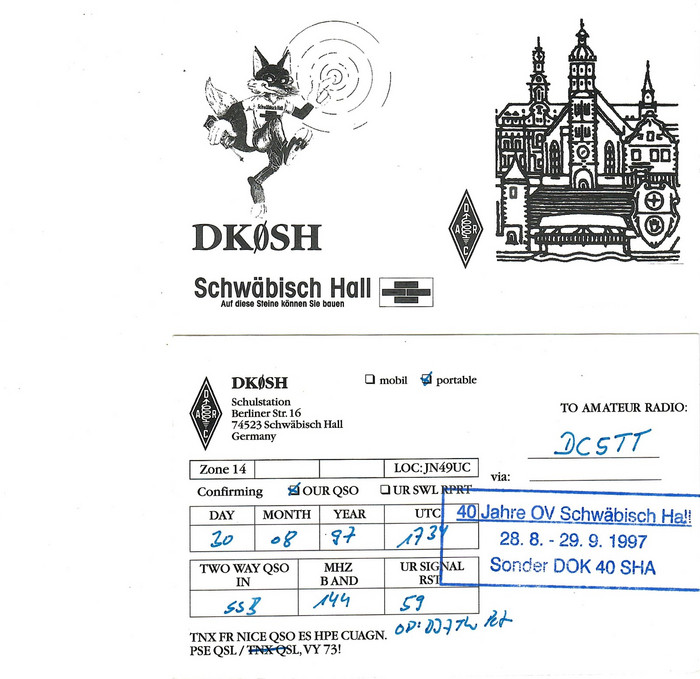 Schwäbisch Hall
DKØSH
D
A R
C
Schwäbisch Hall
Auf diese Steine können Sie bauen
D
A R
C
DKØSH
Schulstation
Berliner Str. 16
74523 Schwäbisch Hall
Germany
mobil portable
TO AMATEUR RADIO:
DC5TT
Zone 14 LOC: JN49UC
via:
Confirming OUR QSO UR SWL RPRT
DAY MONTH YEAR UTC
30 08 97 1734
40 Jahre OV Schwäbisch Hall
28. 8. - 29. 9. 1997
Sonder DOK 40 SHA
TWO WAY QSO IN MHZ BAND UR SIGNAL RST
SSB 144 59
OP: DJ7TW
TNX FR NICE QSO ES HPE CUAGN.
PSE QSL / TNX QSL, VY 73!